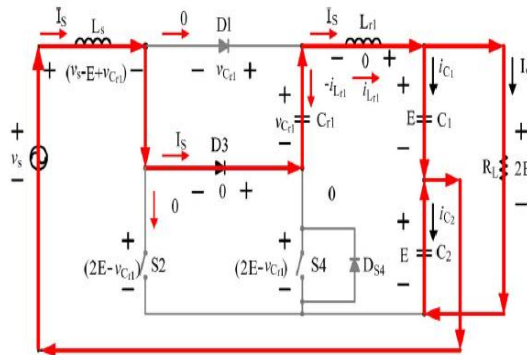 I_S L_s 0 D1 I_S L_r1
+ (v_s-E+v_Cr1) - - v_Cr1 + + 0 -
-i_Lr1 i_Lr1 i_C1
+ v_Cr1 - C_r1 E + - C_1
I_S D3 - 0 +
+ v_s - 0 0 R_L + 2E -
i_C2
+ (2E-v_Cr1) - S2 + (2E-v_Cr1) - S4 D_S4 + E - C_2